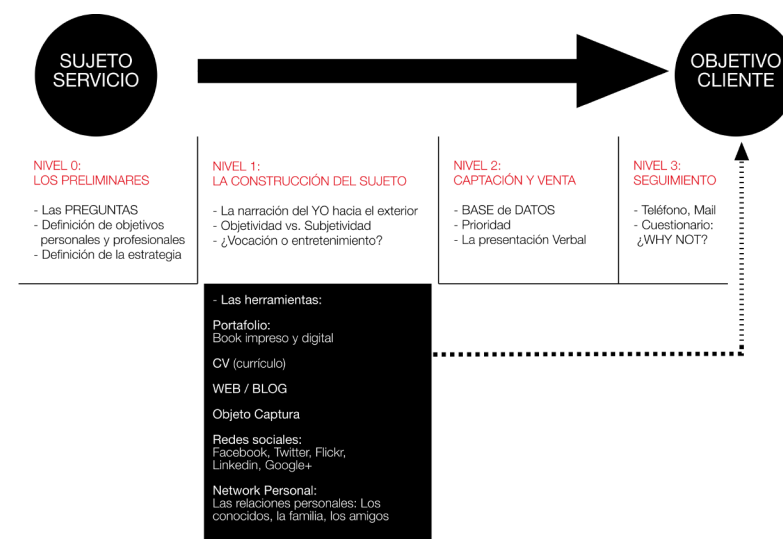 SUJETO
SERVICIO
OBJETIVO
CLIENTE
NIVEL 0:
LOS PRELIMINARES
- Las PREGUNTAS
- Definición de objetivos
personales y profesionales
- Definición de la estrategia
NIVEL 1:
LA CONSTRUCCIÓN DEL SUJETO
- La narración del YO hacia el exterior
- Objetividad vs. Subjetividad
- ¿Vocación o entretenimiento?
- Las herramientas:
Portafolio:
Book impreso y digital
CV (currículo)
WEB / BLOG
Objeto Captura
Redes sociales:
Facebook, Twitter, Flickr,
Linkedin, Google+
Network Personal:
Las relaciones personales: Los
conocidos, la familia, los amigos
NIVEL 2:
CAPTACIÓN Y VENTA
- BASE de DATOS
- Prioridad
- La presentación Verbal
NIVEL 3:
SEGUIMIENTO
- Teléfono, Mail
- Cuestionario:
¿WHY NOT?